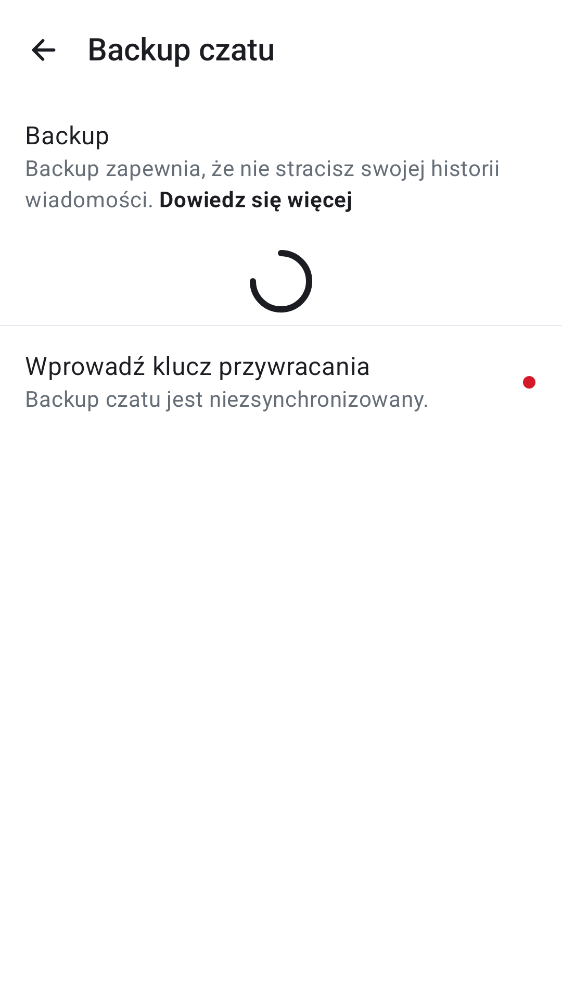 Backup czatu
Backup
Backup zapewnia, że nie stracisz swojej historii
wiadomości. Dowiedz się więcej
Wprowadź klucz przywracania
Backup czatu jest niezsynchronizowany.